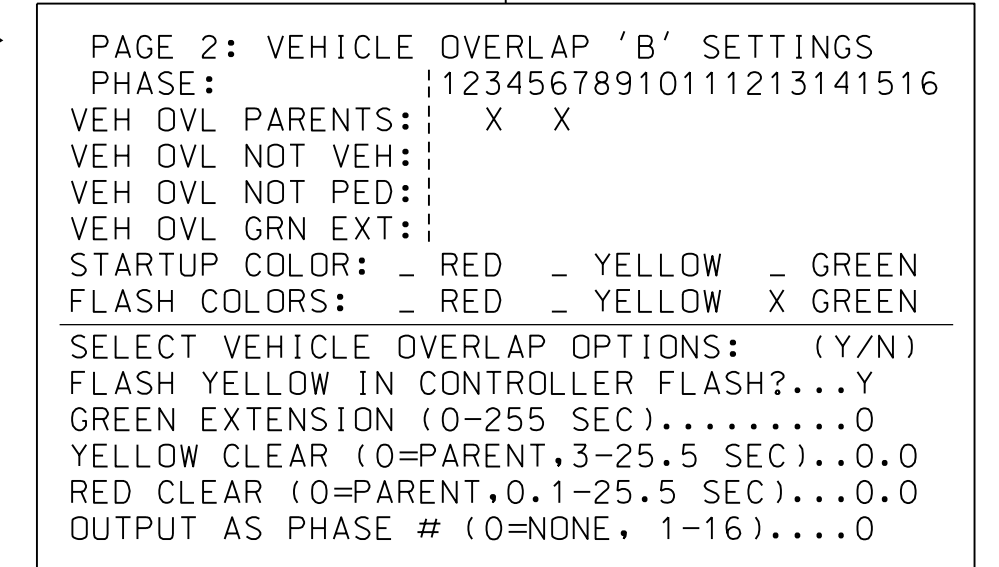 PAGE 2: VEHICLE OVERLAP 'B' SETTINGS
PHASE: 12345678910111213141516
VEH OVL PARENTS: X X
VEH OVL NOT VEH:
VEH OVL NOT PED:
VEH OVL GRN EXT:
STARTUP COLOR: _ RED _ YELLOW _ GREEN
FLASH COLORS: _ RED _ YELLOW X GREEN
SELECT VEHICLE OVERLAP OPTIONS: (Y/N)
FLASH YELLOW IN CONTROLLER FLASH?...Y
GREEN EXTENSION (0-255 SEC).........0
YELLOW CLEAR (0=PARENT,3-25.5 SEC)..0.0
RED CLEAR (0=PARENT,0.1-25.5 SEC)...0.0
OUTPUT AS PHASE # (0=NONE, 1-16)....0